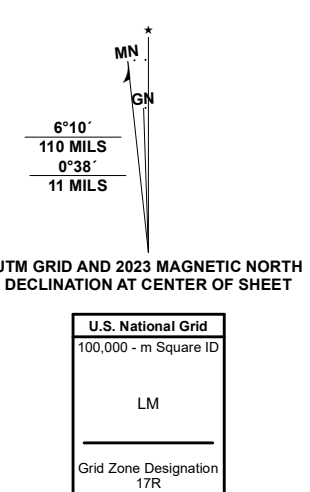 ★
MN
GN
6°10´
110 MILS
0°38´
11 MILS
UTM GRID AND 2023 MAGNETIC NORTH
DECLINATION AT CENTER OF SHEET
U.S. National Grid
100,000 - m Square ID
LM
Grid Zone Designation
17R